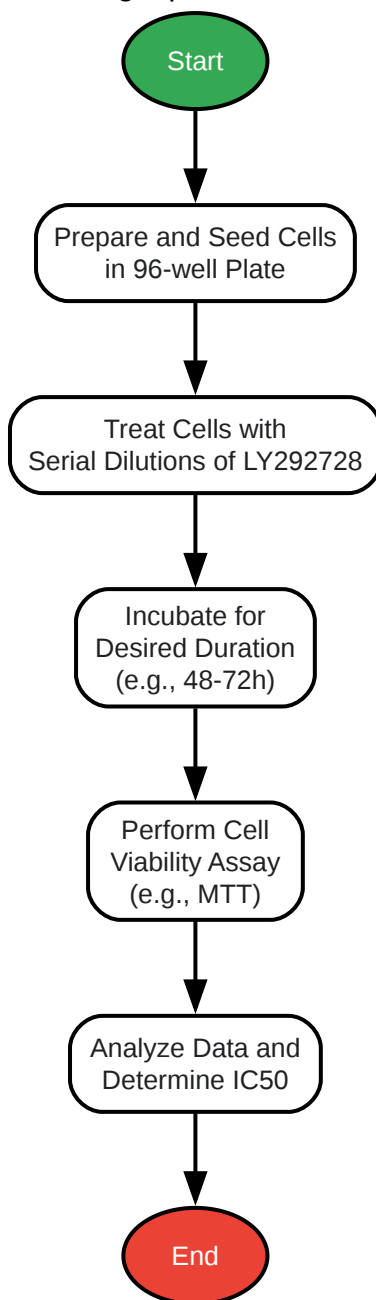 Start
Prepare and Seed Cells
in 96-well Plate
Treat Cells with
Serial Dilutions of LY292728
Incubate for
Desired Duration
(e.g., 48-72h)
Perform Cell
Viability Assay
(e.g., MTT)
Analyze Data and
Determine IC50
End